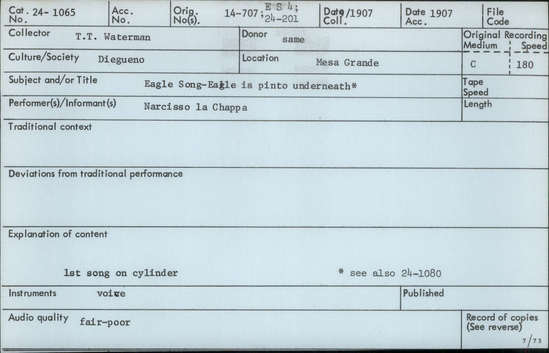 Cat. 24- 1065 Acc. Orig. 14-707; E S 4; Date/1907 Date 1907 File
No. No. No(s). 24-201 Coll. Acc. Code
Collector T.T. Waterman Donor same Original Recording
Medium Speed
Culture/Society Diegueno Location Mesa Grande C 180
Subject and/or Title Eagle Song-Eagle is pinto underneath* Tape
Speed
Performer(s)/Informant(s) Narcisso la Chappa Length
Traditional context
Deviations from traditional performance
Explanation of content
1st song on cylinder * see also 24-1080
Instruments voice Published
Audio quality fair-poor Record of copies
(See reverse)
7/73